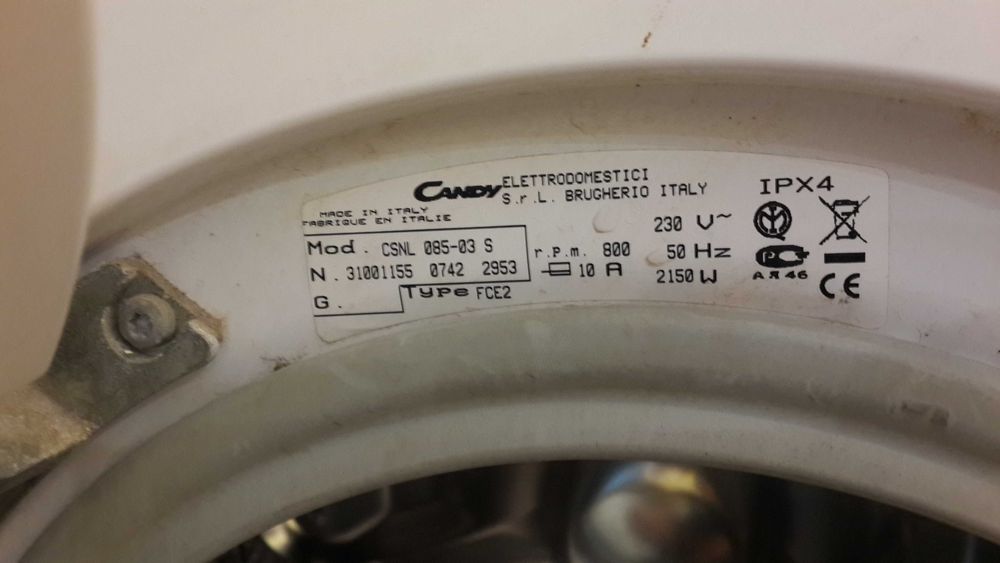 CANDY ELETTRODOMESTICI
S.r.L. BRUGHERIO ITALY
MADE IN ITALY
FABRIQUE EN ITALIE
Mod. CSNL 085-03 S
N. 31001155 0742 2953
G.
Type FCE2
r.p.m. 800
10 A
230 V~
50 Hz
2150 W
IPX4
АЯ46
CE